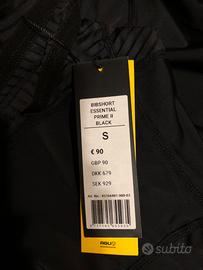 BIBSHORT
ESSENTIAL
PRIME II
BLACK
S
€ 90
GBP 90
DKK 679
SEK 929
AGU
subito